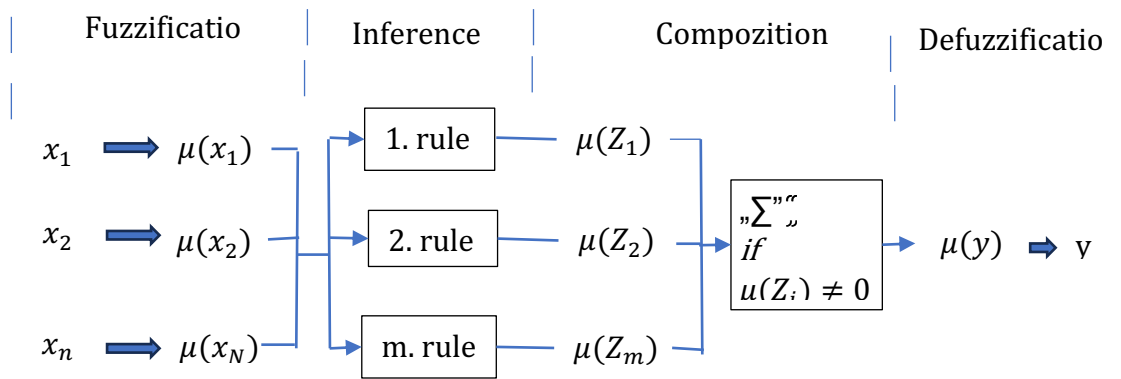 Fuzzificatio Inference Compozition Defuzzificatio
x₁ μ(x₁) 1. rule μ(Z₁)
x₂ μ(x₂) 2. rule μ(Z₂)
„∑”
if
μ(Zᵢ) ≠ 0
μ(y) y
xₙ μ(x_N) m. rule μ(Zₘ)